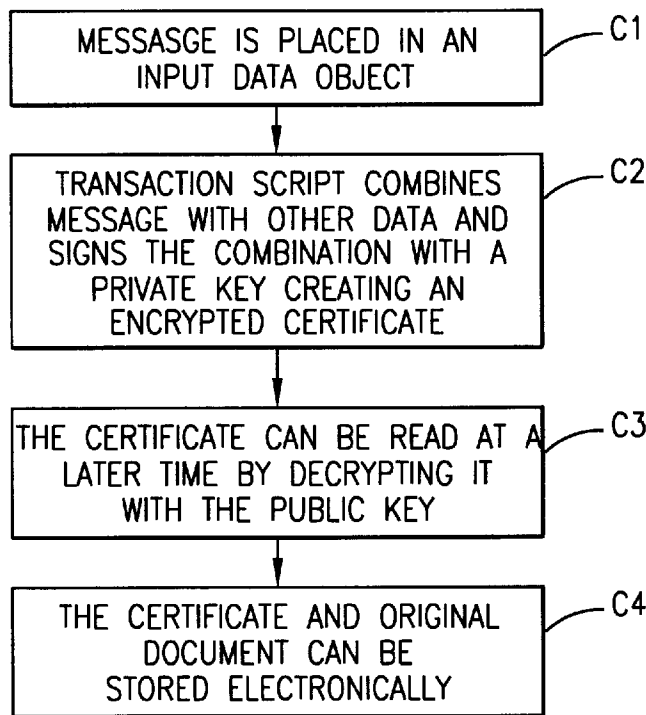 MESSASGE IS PLACED IN AN
INPUT DATA OBJECT
C1
TRANSACTION SCRIPT COMBINES
MESSAGE WITH OTHER DATA AND
SIGNS THE COMBINATION WITH A
PRIVATE KEY CREATING AN
ENCRYPTED CERTIFICATE
C2
THE CERTIFICATE CAN BE READ AT A
LATER TIME BY DECRYPTING IT
WITH THE PUBLIC KEY
C3
THE CERTIFICATE AND ORIGINAL
DOCUMENT CAN BE
STORED ELECTRONICALLY
C4